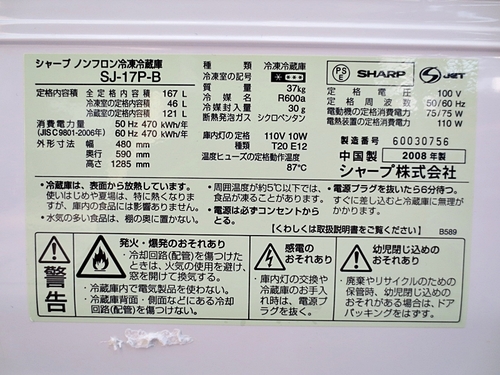 シャープ ノンフロン冷凍冷蔵庫
SJ-17P-B
定格内容積 全定格内容積 167 L
冷凍室の定格内容積 46 L
冷蔵室の定格内容積 121 L
消費電力量 50 Hz 470 kWh/年
(JIS C 9801-2006年) 60 Hz 470 kWh/年
外形寸法 幅 480 mm
奥行 590 mm
高さ 1285 mm
種類 冷凍冷蔵庫
冷凍室の記号
質量 37kg
冷媒名 R600a
冷媒封入量 30 g
断熱発泡ガス シクロペンタン
庫内灯の定格 110V 10W
T20 E12
温度ヒューズの定格動作温度
87℃
PSE SHARP S-JET
定格電圧 100 V
定格周波数 50/60 Hz
電動機の定格消費電力 75/75 W
電熱装置の定格消費電力 110 W
製造番号 60030756
中国製 2008年製
シャープ株式会社
・冷蔵庫は、表面から放熱しています。
使いはじめや夏場は、特に熱くなりますが、
庫内の食品には影響ありません。
・水気の多い食品は、棚の奥に置かない。
・周囲温度が約5℃以下では、
食品が凍ることがあります。
・電源は必ずコンセントから
とる。
・電源プラグを抜いたら6分待つ。
すぐに差し込むと冷蔵庫に無理が
かかります。
【くわしくは取扱説明書をご覧ください】 B589
警告
発火・爆発のおそれあり
・冷却回路(配管)を傷つけた
ときは、火気の使用を避け、
窓を開けて換気する。
・冷蔵庫内で電気製品を使わない。
・冷蔵庫背面・側面などにある冷却
回路(配管)を傷つけない。
感電の
おそれあり
・庫内灯の交換や
冷蔵庫のお手入
れ時は、電源プラ
グを抜く。
幼児閉じ込めの
おそれあり
・廃棄やリサイクルのための
保管時、幼児閉じ込めの
おそれがある場合は、ドア
パッキングをはずす。